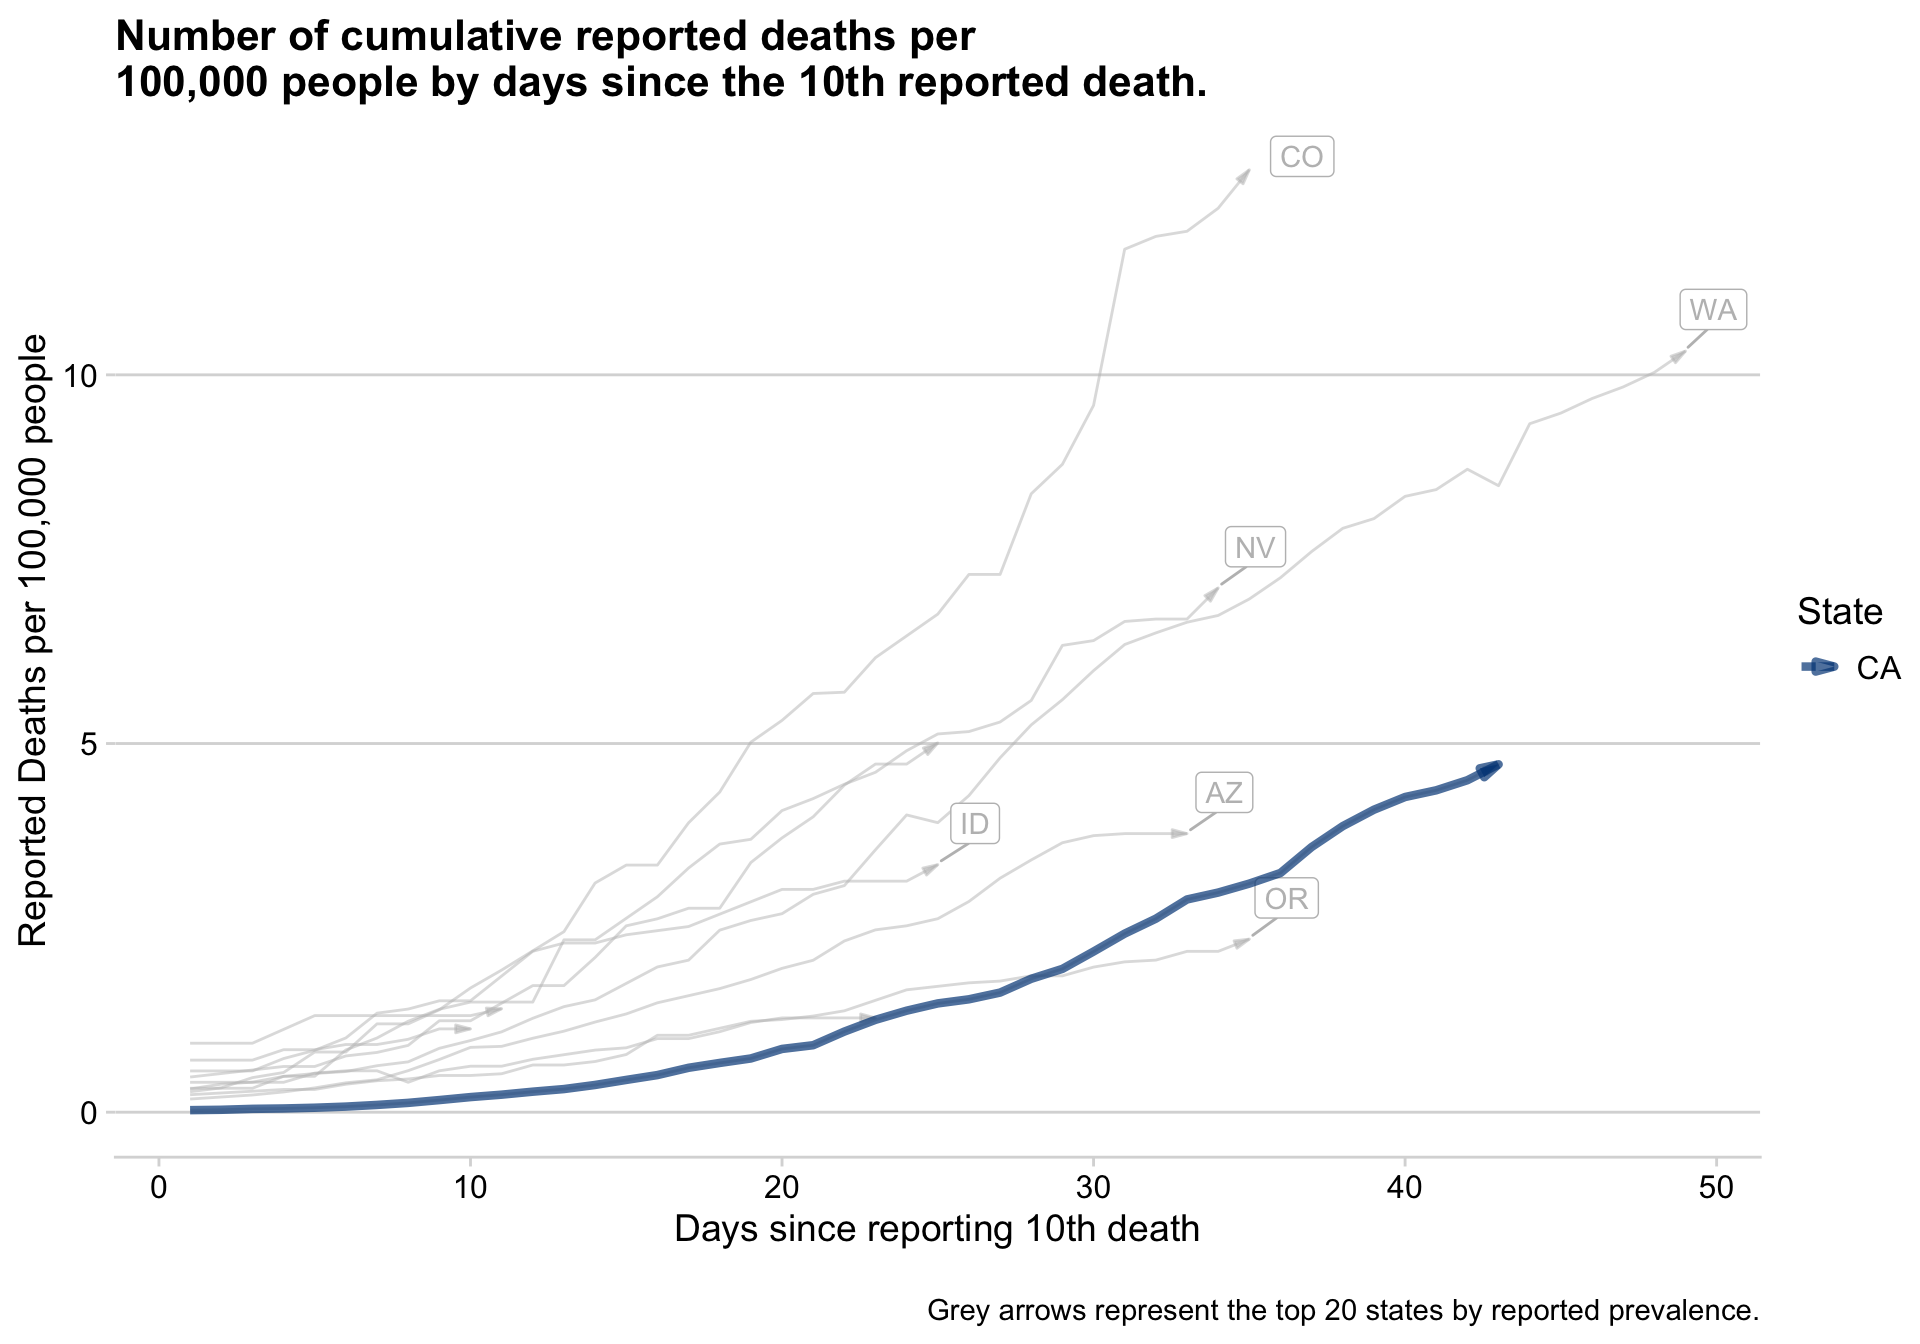 Number of cumulative reported deaths per
100,000 people by days since the 10th reported death.
Reported Deaths per 100,000 people
10
5
0
CO
WA
NV
ID
AZ
OR
State
CA
0 10 20 30 40 50
Days since reporting 10th death
Grey arrows represent the top 20 states by reported prevalence.